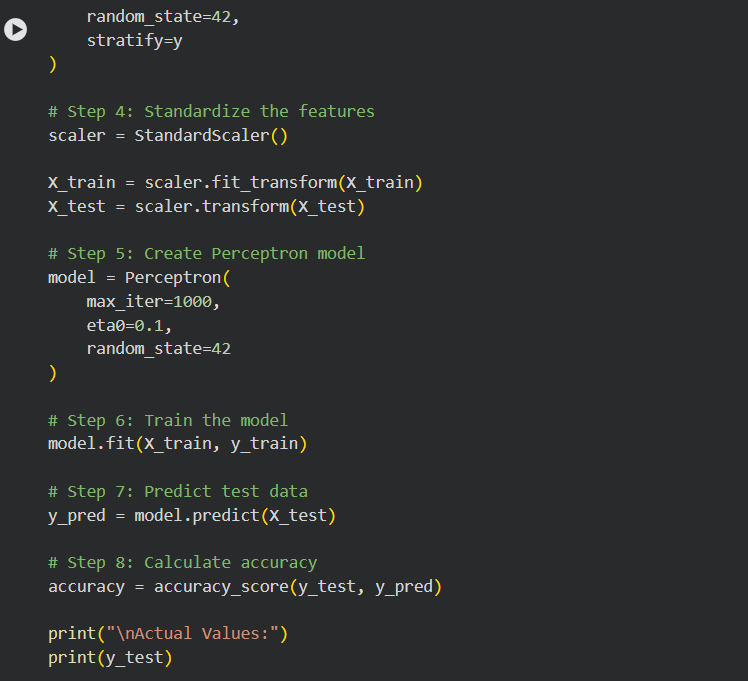 random_state=42,
    stratify=y
)
# Step 4: Standardize the features
scaler = StandardScaler()
X_train = scaler.fit_transform(X_train)
X_test = scaler.transform(X_test)
# Step 5: Create Perceptron model
model = Perceptron(
    max_iter=1000,
    eta0=0.1,
    random_state=42
)
# Step 6: Train the model
model.fit(X_train, y_train)
# Step 7: Predict test data
y_pred = model.predict(X_test)
# Step 8: Calculate accuracy
accuracy = accuracy_score(y_test, y_pred)
print("\nActual Values:")
print(y_test)